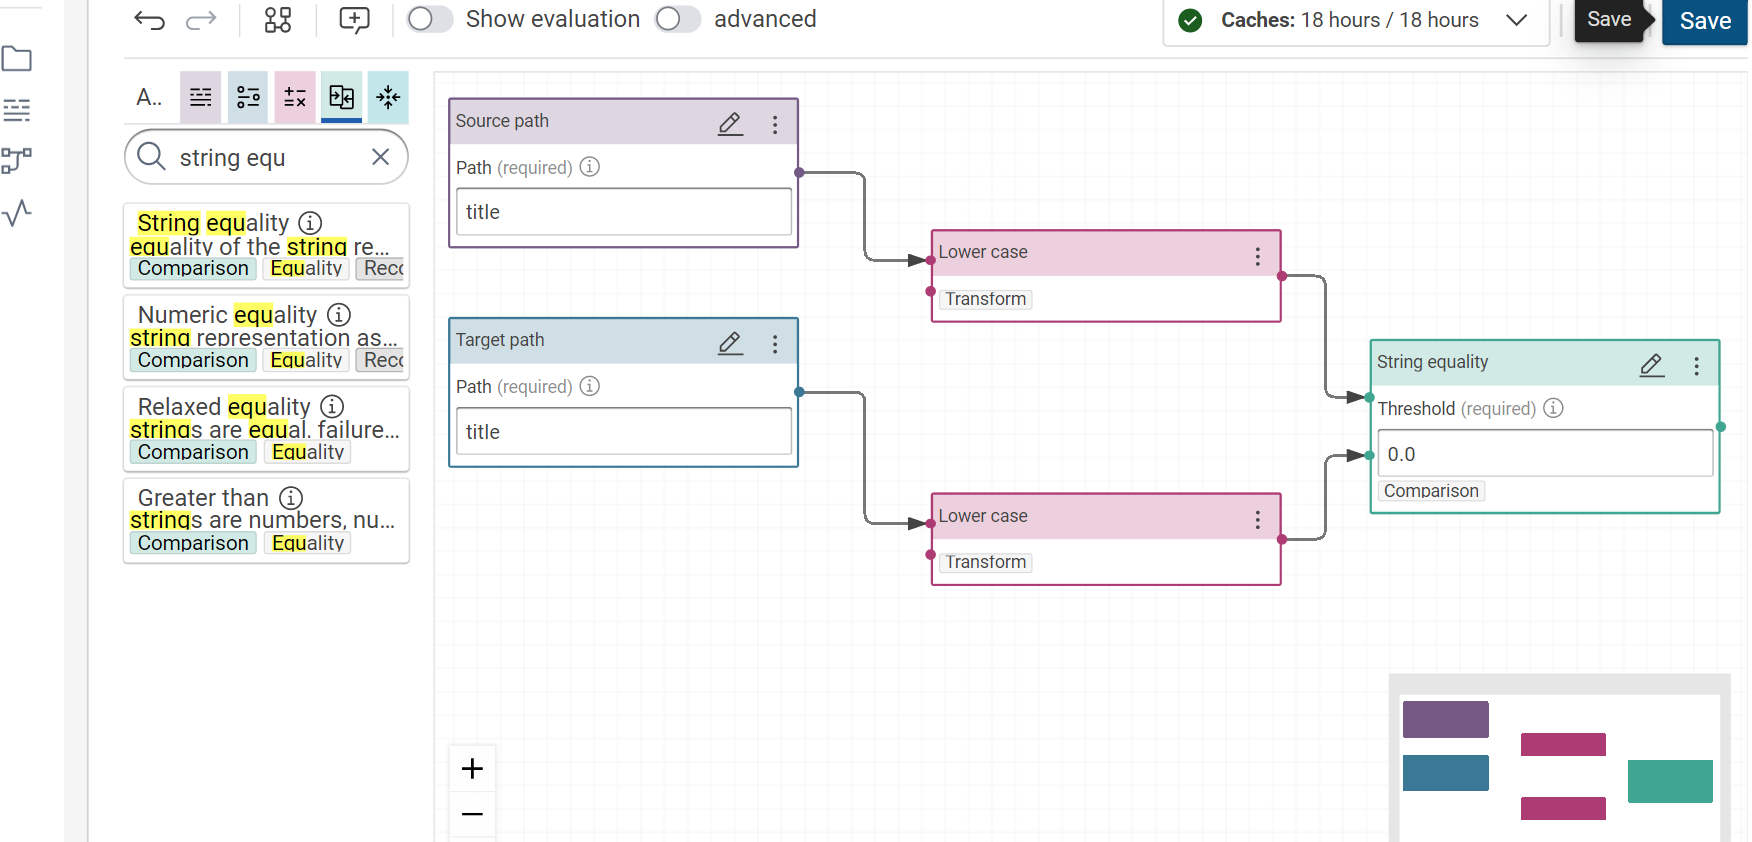 Show evaluation
advanced
Caches: 18 hours / 18 hours
Save
Save
A..
string equ
String equality
equality of the string re...
Comparison Equality Reco
Numeric equality
string representation as...
Comparison Equality Reco
Relaxed equality
strings are equal, failure...
Comparison Equality
Greater than
strings are numbers, nu...
Comparison Equality
Source path
Path (required)
title
Target path
Path (required)
title
Lower case
Transform
Lower case
Transform
String equality
Threshold (required)
0.0
Comparison